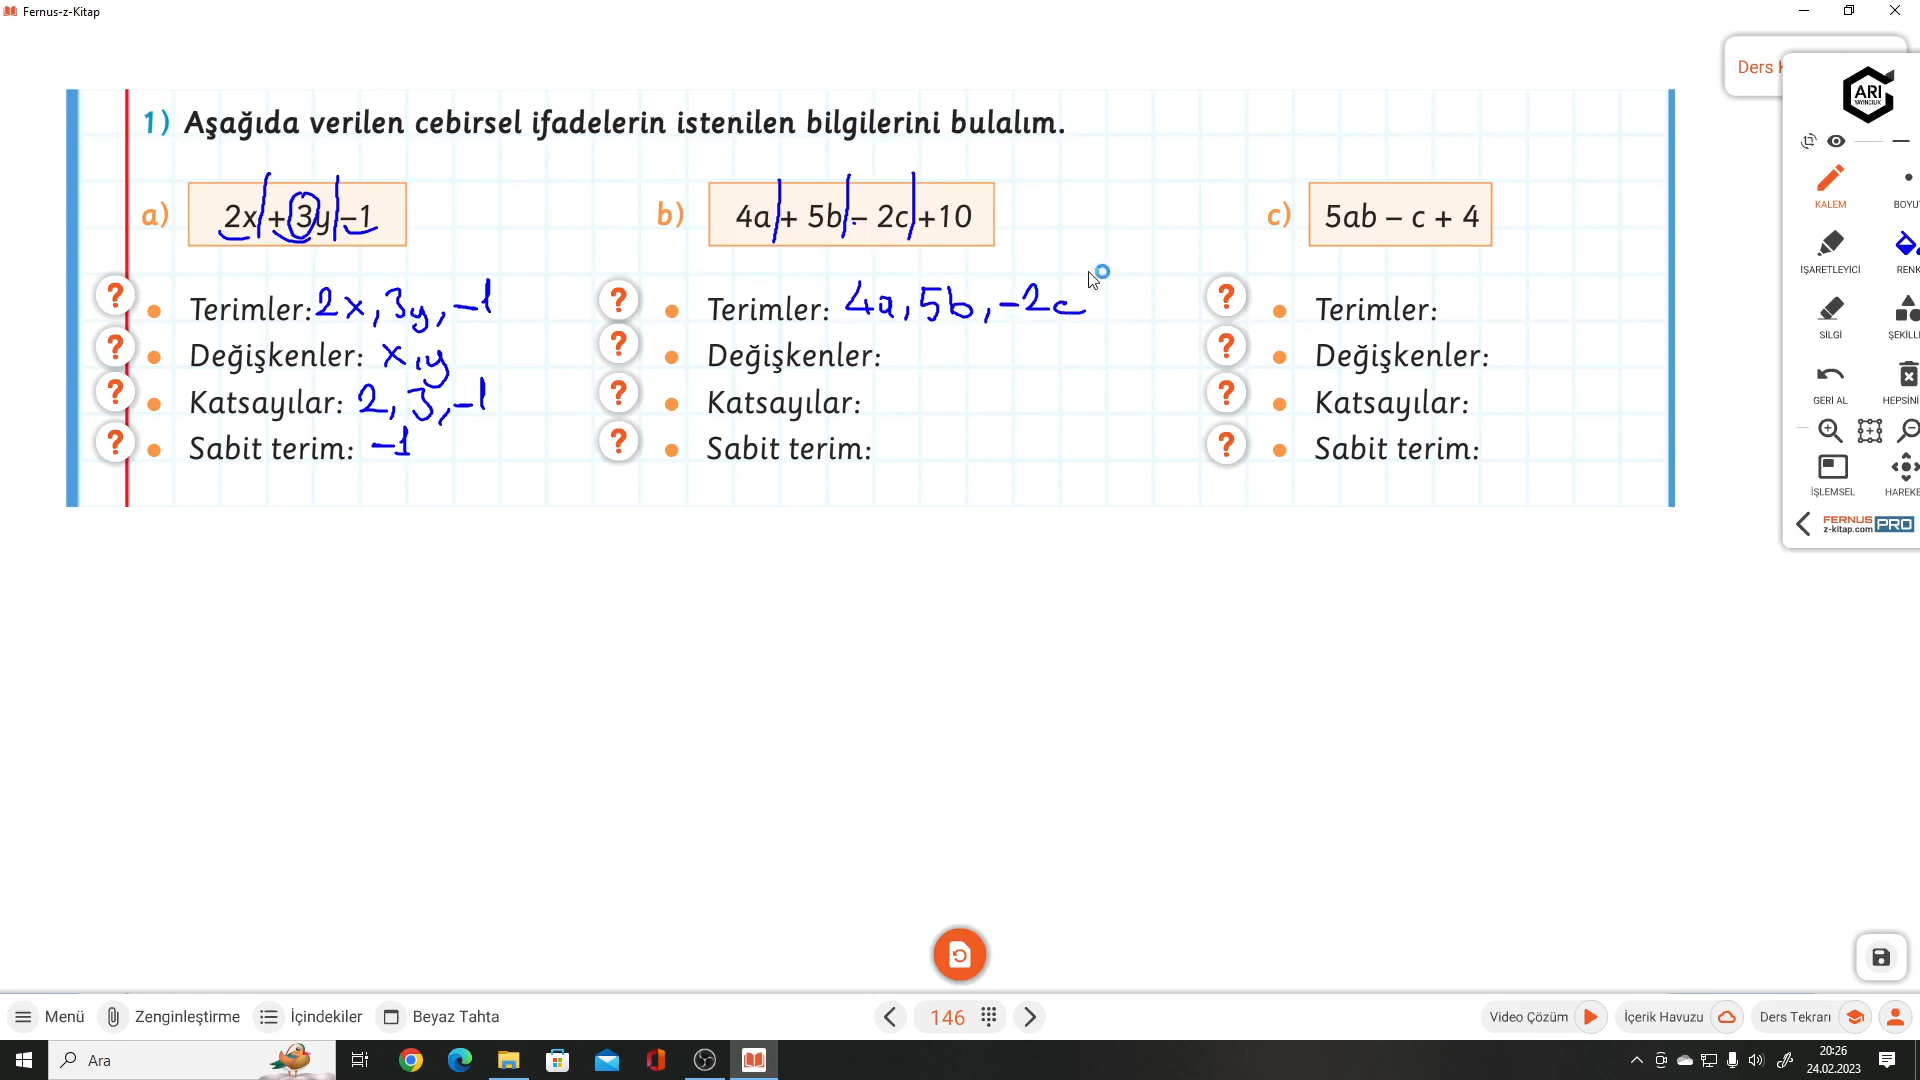 Fernus-z-Kitap
Ders K
1) Aşağıda verilen cebirsel ifadelerin istenilen bilgilerini bulalım.
a) 2x + 3y - 1
b) 4a + 5b - 2c + 10
c) 5ab - c + 4
Terimler: 2x, 3y, -1
Değişkenler: x, y
Katsayılar: 2, 3, -1
Sabit terim: -1
Terimler: 4a, 5b, -2c
Değişkenler:
Katsayılar:
Sabit terim:
Terimler:
Değişkenler:
Katsayılar:
Sabit terim:
? ? ? ?
? ? ? ?
? ? ? ?
ARI
YAYINCILIK
KALEM
BOYU
İŞARETLEYİCİ
RENK
SİLGİ
ŞEKİLL
GERİ AL
HEPSİNİ
İŞLEMSEL
HAREKE
FERNUS
z-kitap.com PRO
Menü
Zenginleştirme
İçindekiler
Beyaz Tahta
146
Video Çözüm
İçerik Havuzu
Ders Tekrarı
Ara
20:26
24.02.2023